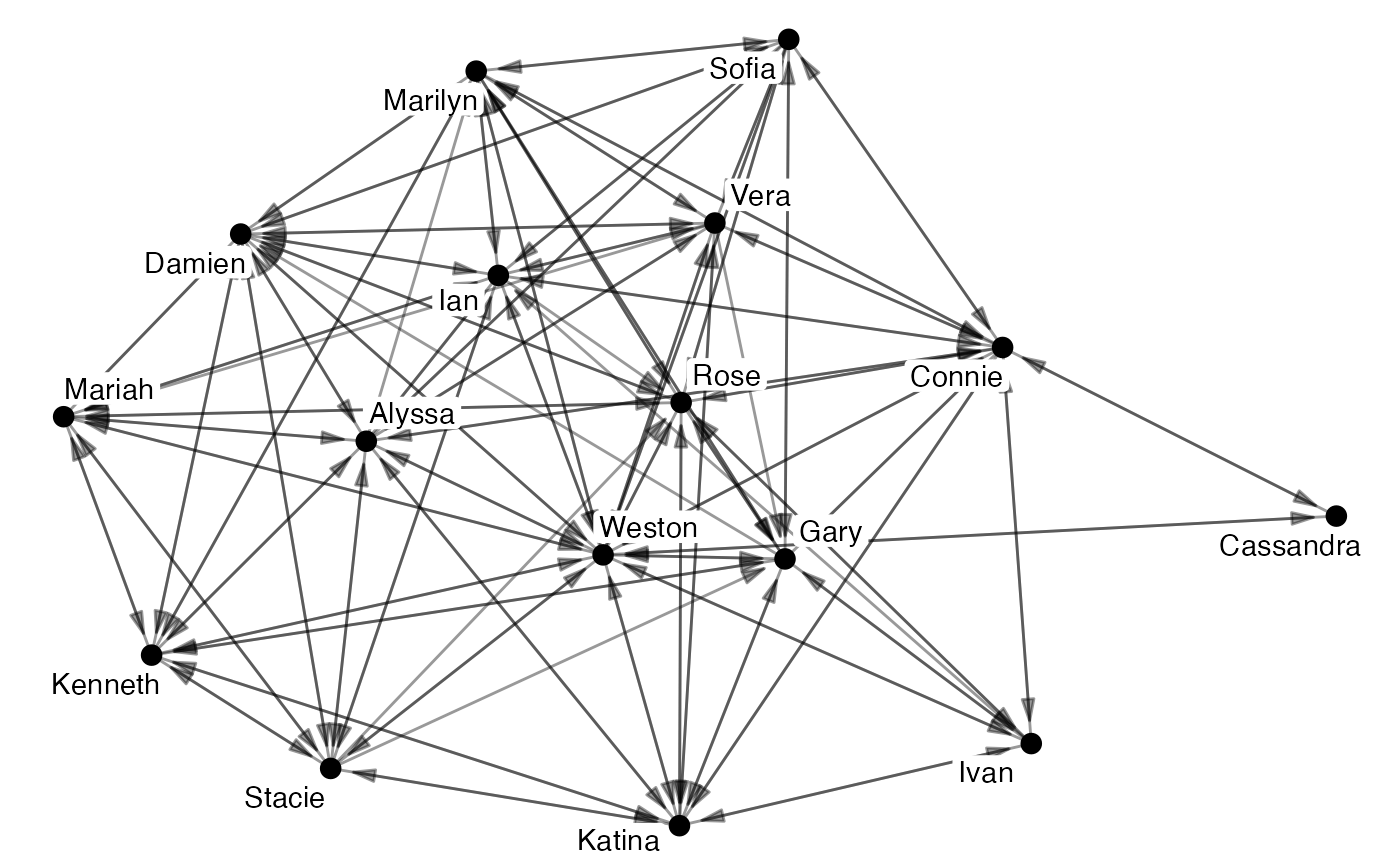 Sofia
Marilyn
Vera
Damien
Ian
Rose
Connie
Mariah
Alyssa
Weston
Gary
Cassandra
Kenneth
Ivan
Stacie
Katina